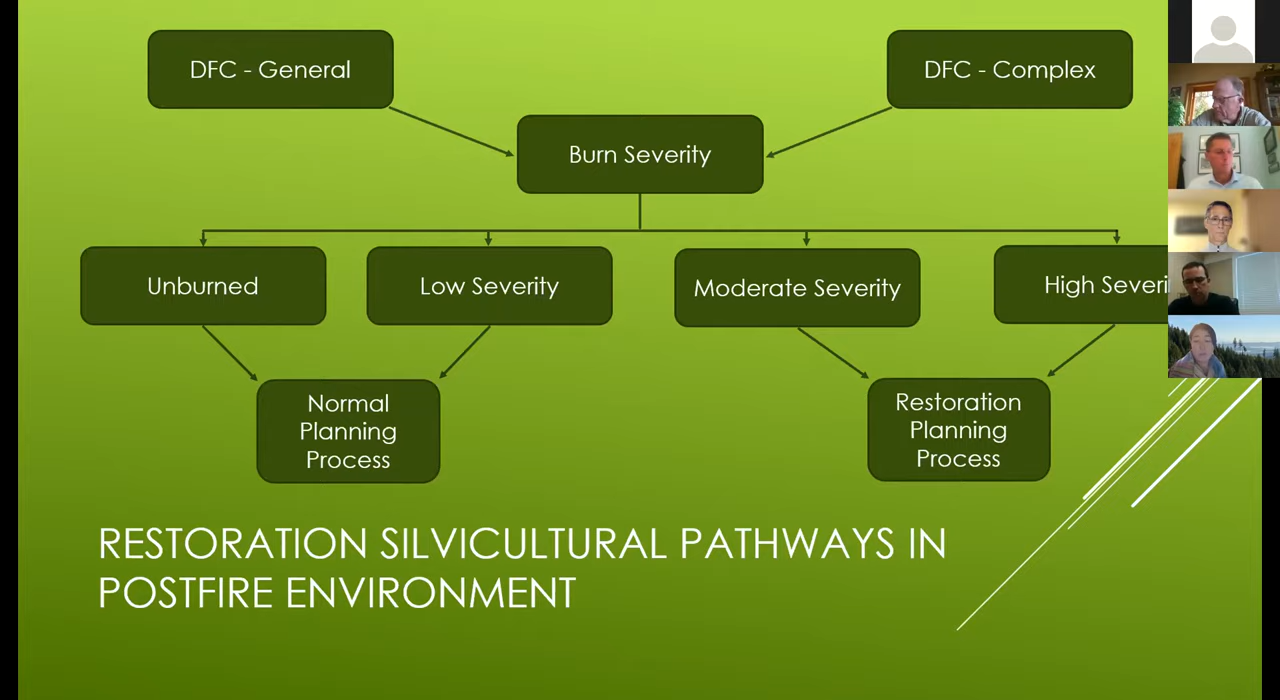 DFC - General
DFC - Complex
Burn Severity
Unburned
Low Severity
Moderate Severity
High Severi
Normal
Planning
Process
Restoration
Planning
Process
RESTORATION SILVICULTURAL PATHWAYS IN
POSTFIRE ENVIRONMENT